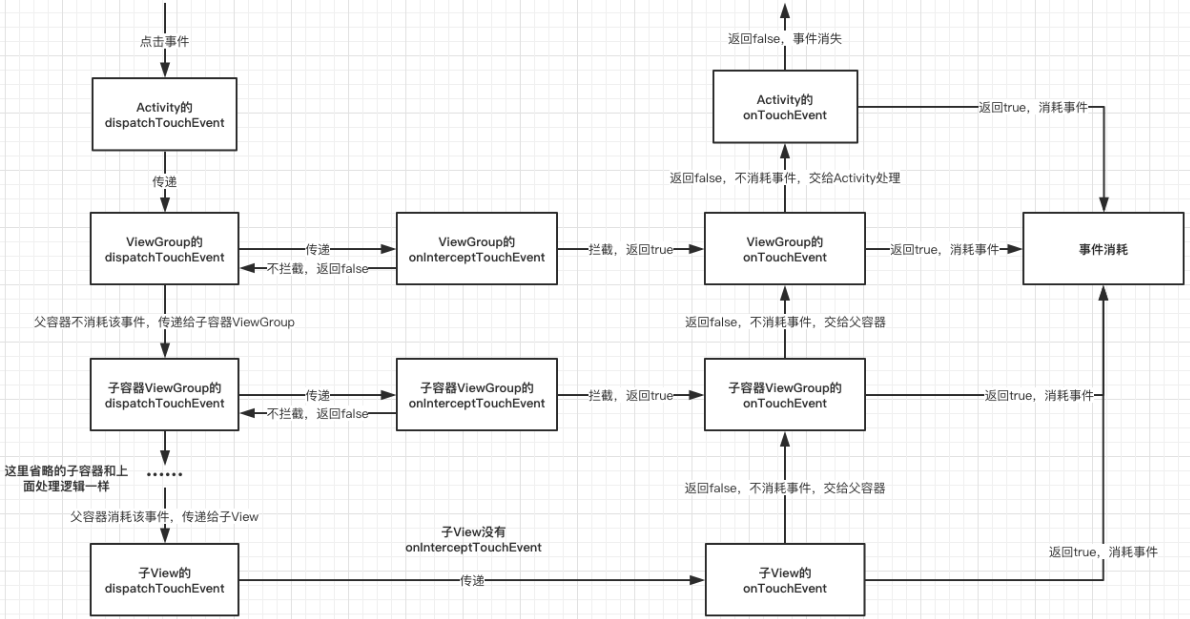 点击事件
返回false，事件消失
Activity的
dispatchTouchEvent
Activity的
onTouchEvent
返回true，消耗事件
传递
返回false，不消耗事件，交给Activity处理
ViewGroup的
dispatchTouchEvent
传递
不拦截，返回false
ViewGroup的
onInterceptTouchEvent
拦截，返回true
ViewGroup的
onTouchEvent
返回true，消耗事件
事件消耗
父容器不消耗该事件，传递给子容器ViewGroup
返回false，不消耗事件，交给父容器
子容器ViewGroup的
dispatchTouchEvent
传递
不拦截，返回false
子容器ViewGroup的
onInterceptTouchEvent
拦截，返回true
子容器ViewGroup的
onTouchEvent
返回true，消耗事件
这里省略的子容器和上
面处理逻辑一样
······
返回false，不消耗事件，交给父容器
父容器消耗该事件，传递给子View
子View没有
onInterceptTouchEvent
返回true，消耗事件
子View的
dispatchTouchEvent
传递
子View的
onTouchEvent